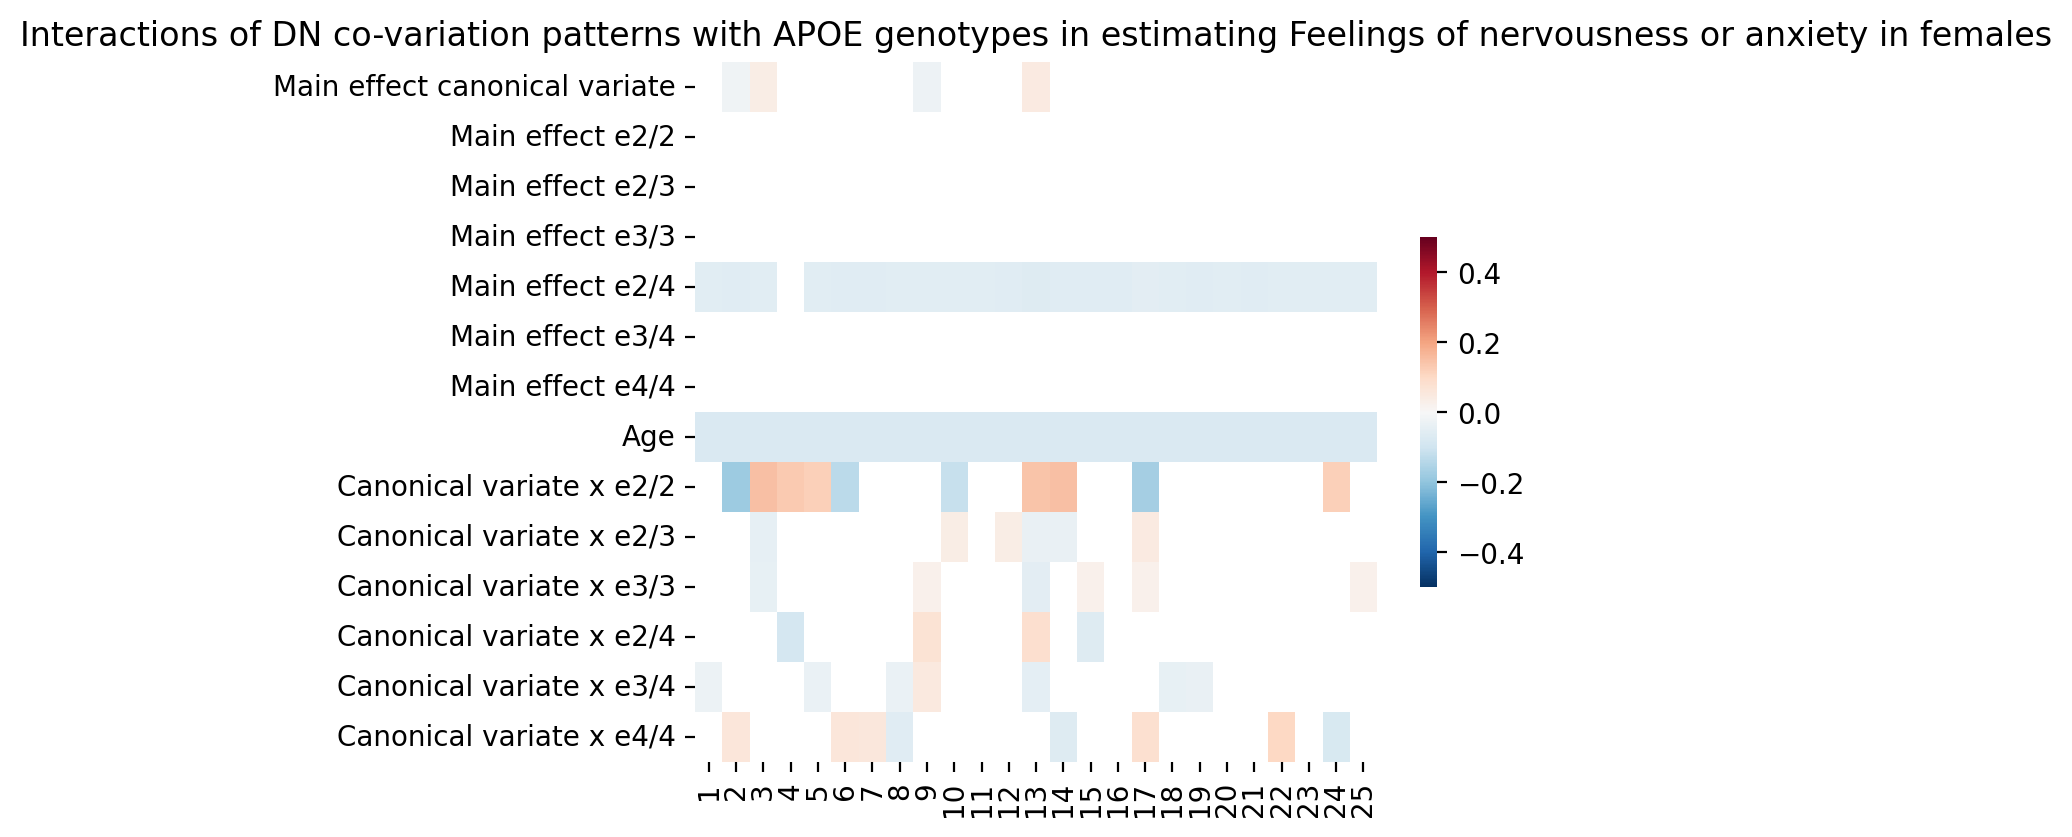 Interactions of DN co-variation patterns with APOE genotypes in estimating Feelings of nervousness or anxiety in females
Main effect canonical variate
Main effect e2/2
Main effect e2/3
Main effect e3/3
Main effect e2/4
Main effect e3/4
Main effect e4/4
Age
Canonical variate x e2/2
Canonical variate x e2/3
Canonical variate x e3/3
Canonical variate x e2/4
Canonical variate x e3/4
Canonical variate x e4/4
1 2 3 4 5 6 7 8 9 10 11 12 13 14 15 16 17 18 19 20 21 22 23 24 25
0.4
0.2
0.0
−0.2
−0.4